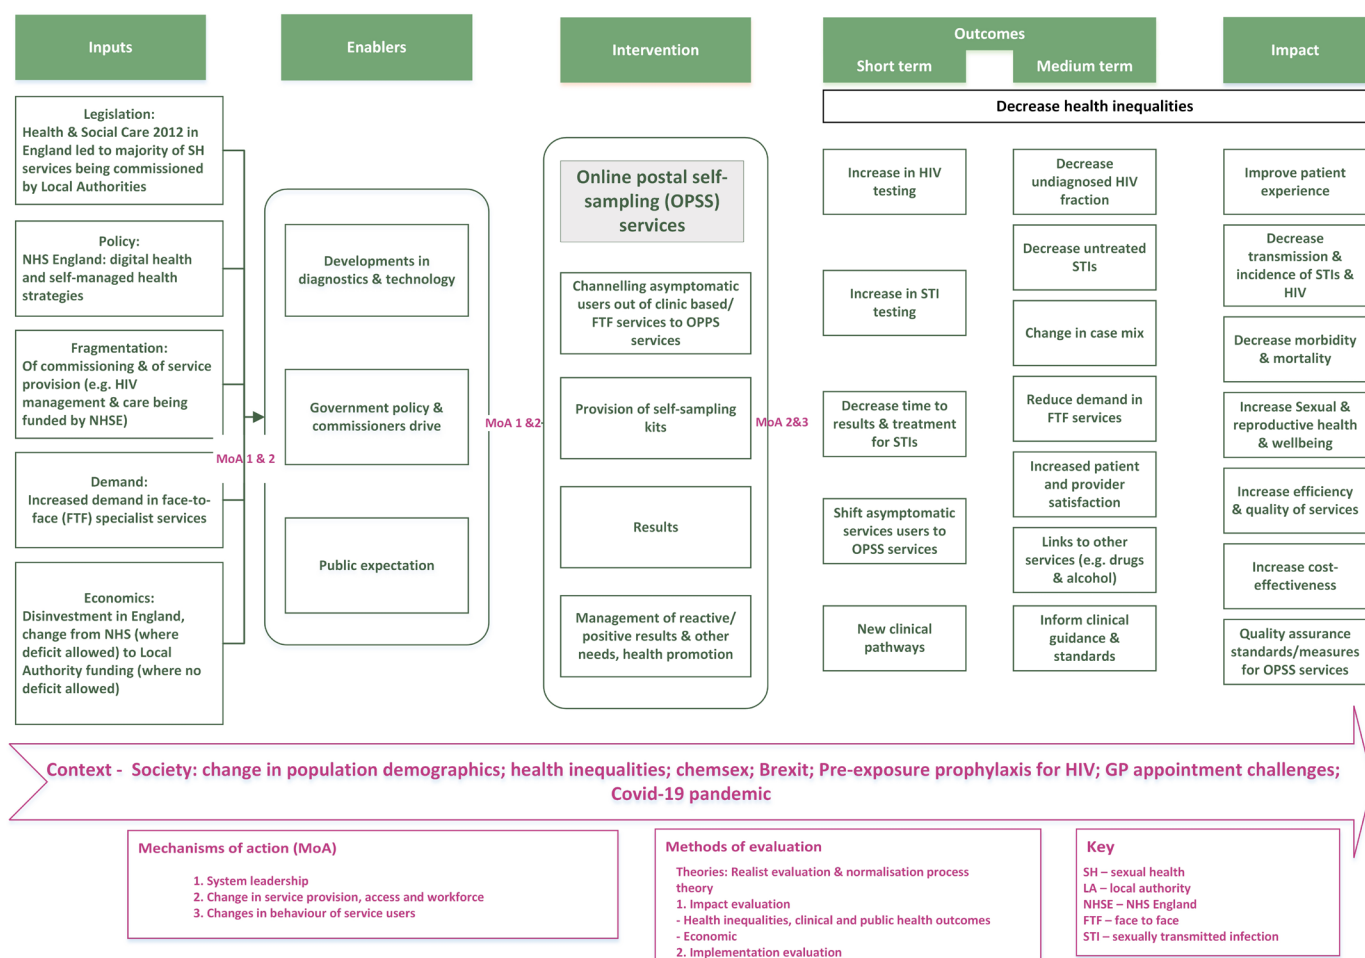 Inputs
Enablers
Intervention
Outcomes
Short term
Medium term
Impact
Decrease health inequalities
Legislation:
Health & Social Care 2012 in
England led to majority of SH
services being commissioned
by Local Authorities
Policy:
NHS England: digital health
and self-managed health
strategies
Fragmentation:
Of commissioning & of service
provision (e.g. HIV
management & care being
funded by NHSE)
Demand:
Increased demand in face-to-
face (FTF) specialist services
Economics:
Disinvestment in England,
change from NHS (where
deficit allowed) to Local
Authority funding (where no
deficit allowed)
MoA 1 & 2
Developments in
diagnostics & technology
Government policy &
commissioners drive
Public expectation
MoA 1 &2
Online postal self-
sampling (OPSS)
services
Channelling asymptomatic
users out of clinic based/
FTF services to OPPS
services
Provision of self-sampling
kits
Results
Management of reactive/
positive results & other
needs, health promotion
MoA 2&3
Increase in HIV
testing
Increase in STI
testing
Decrease time to
results & treatment
for STIs
Shift asymptomatic
services users to
OPSS services
New clinical
pathways
Decrease
undiagnosed HIV
fraction
Decrease untreated
STIs
Change in case mix
Reduce demand in
FTF services
Increased patient
and provider
satisfaction
Links to other
services (e.g. drugs
& alcohol)
Inform clinical
guidance &
standards
Improve patient
experience
Decrease
transmission &
incidence of STIs &
HIV
Decrease morbidity
& mortality
Increase Sexual &
reproductive health
& wellbeing
Increase efficiency
& quality of services
Increase cost-
effectiveness
Quality assurance
standards/measures
for OPSS services
Context - Society: change in population demographics; health inequalities; chemsex; Brexit; Pre-exposure prophylaxis for HIV; GP appointment challenges;
Covid-19 pandemic
Mechanisms of action (MoA)
1. System leadership
2. Change in service provision, access and workforce
3. Changes in behaviour of service users
Methods of evaluation
Theories: Realist evaluation & normalisation process
theory
1. Impact evaluation
- Health inequalities, clinical and public health outcomes
- Economic
2. Implementation evaluation
Key
SH – sexual health
LA – local authority
NHSE – NHS England
FTF – face to face
STI – sexually transmitted infection